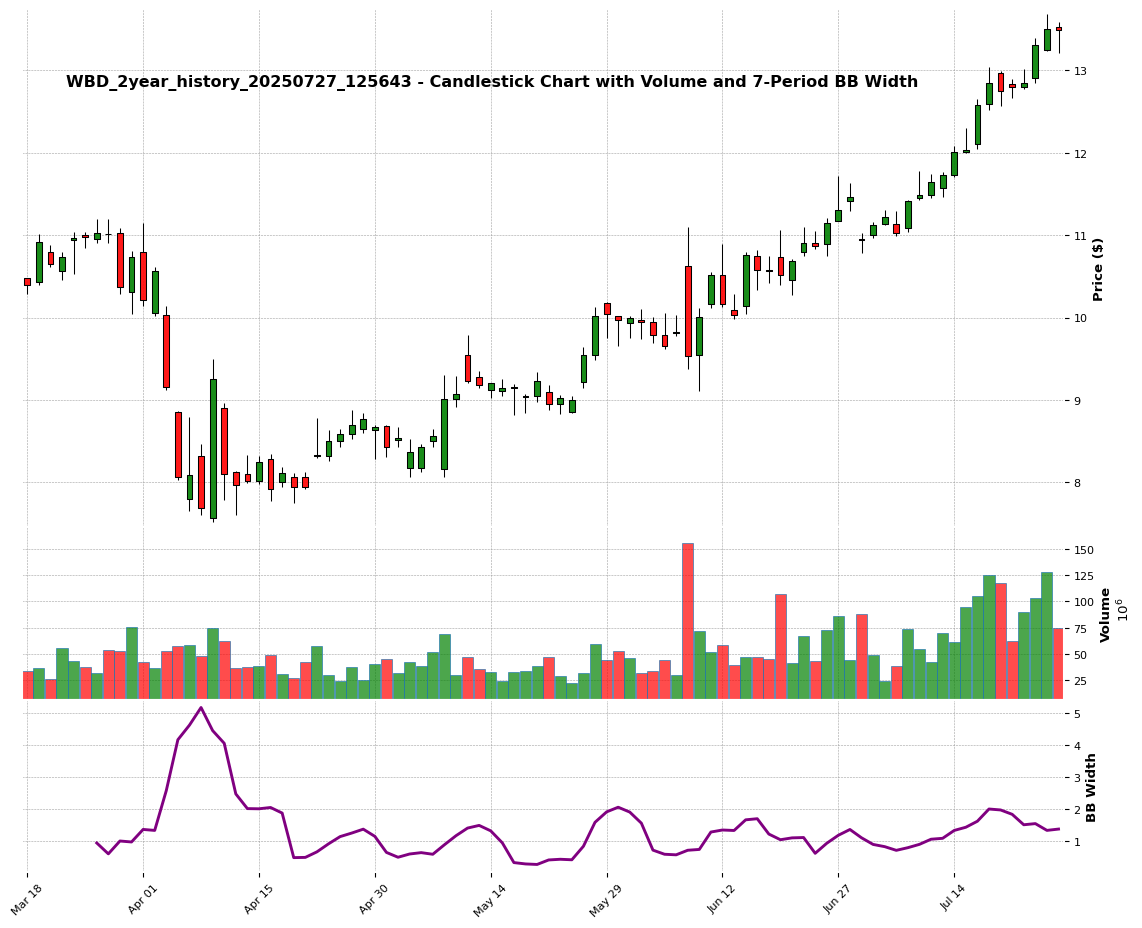 WBD_2year_history_20250727_125643 - Candlestick Chart with Volume and 7-Period BB Width
13
12
11
10
9
8
Price ($)
150
125
100
75
50
25
Volume
10^6
5
4
3
2
1
BB Width
Mar 18
Apr 01
Apr 15
Apr 30
May 14
May 29
Jun 12
Jun 27
Jul 14